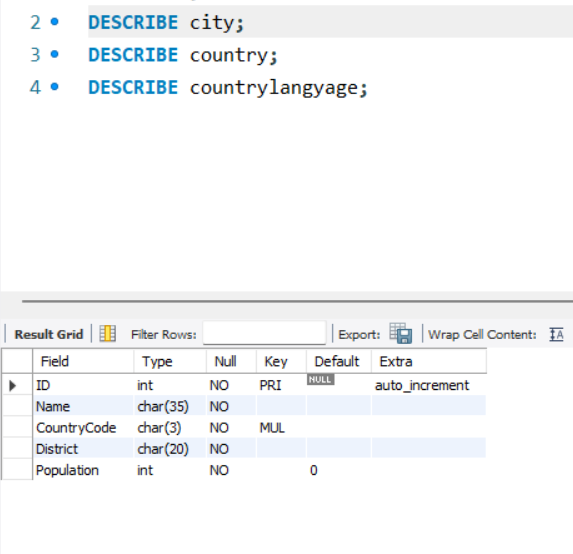 2 DESCRIBE city;
3 DESCRIBE country;
4 DESCRIBE countrylangyage;
Result Grid Filter Rows: Export: Wrap Cell Content: IA
Field Type Null Key Default Extra
ID int NO PRI NULL auto_increment
Name char(35) NO
CountryCode char(3) NO MUL
District char(20) NO
Population int NO 0